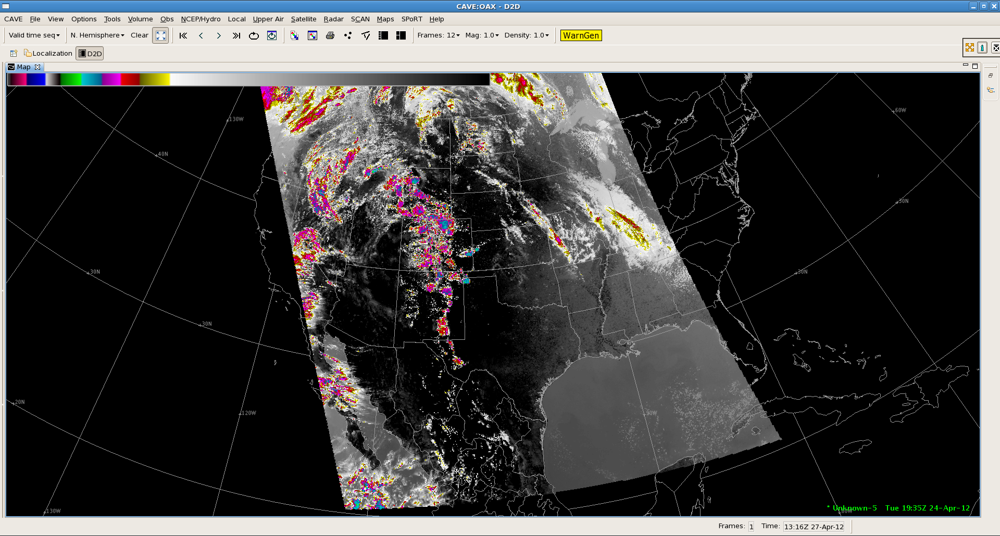 CAVE:OAX - D2D
CAVE File View Options Tools Volume Obs NCEP/Hydro Local Upper Air Satellite Radar SCAN Maps SPoRT Help
Valid time seq N. Hemisphere Clear Frames: 12 Mag: 1.0 Density: 1.0 WarnGen
Localization D2D
Map
60W
130W
40N
30N
30N
30N
30N
20N
120W
90W
130W
* Unknown-5 Tue 19:35Z 24-Apr-12
Frames: 1 Time: 13:16Z 27-Apr-12